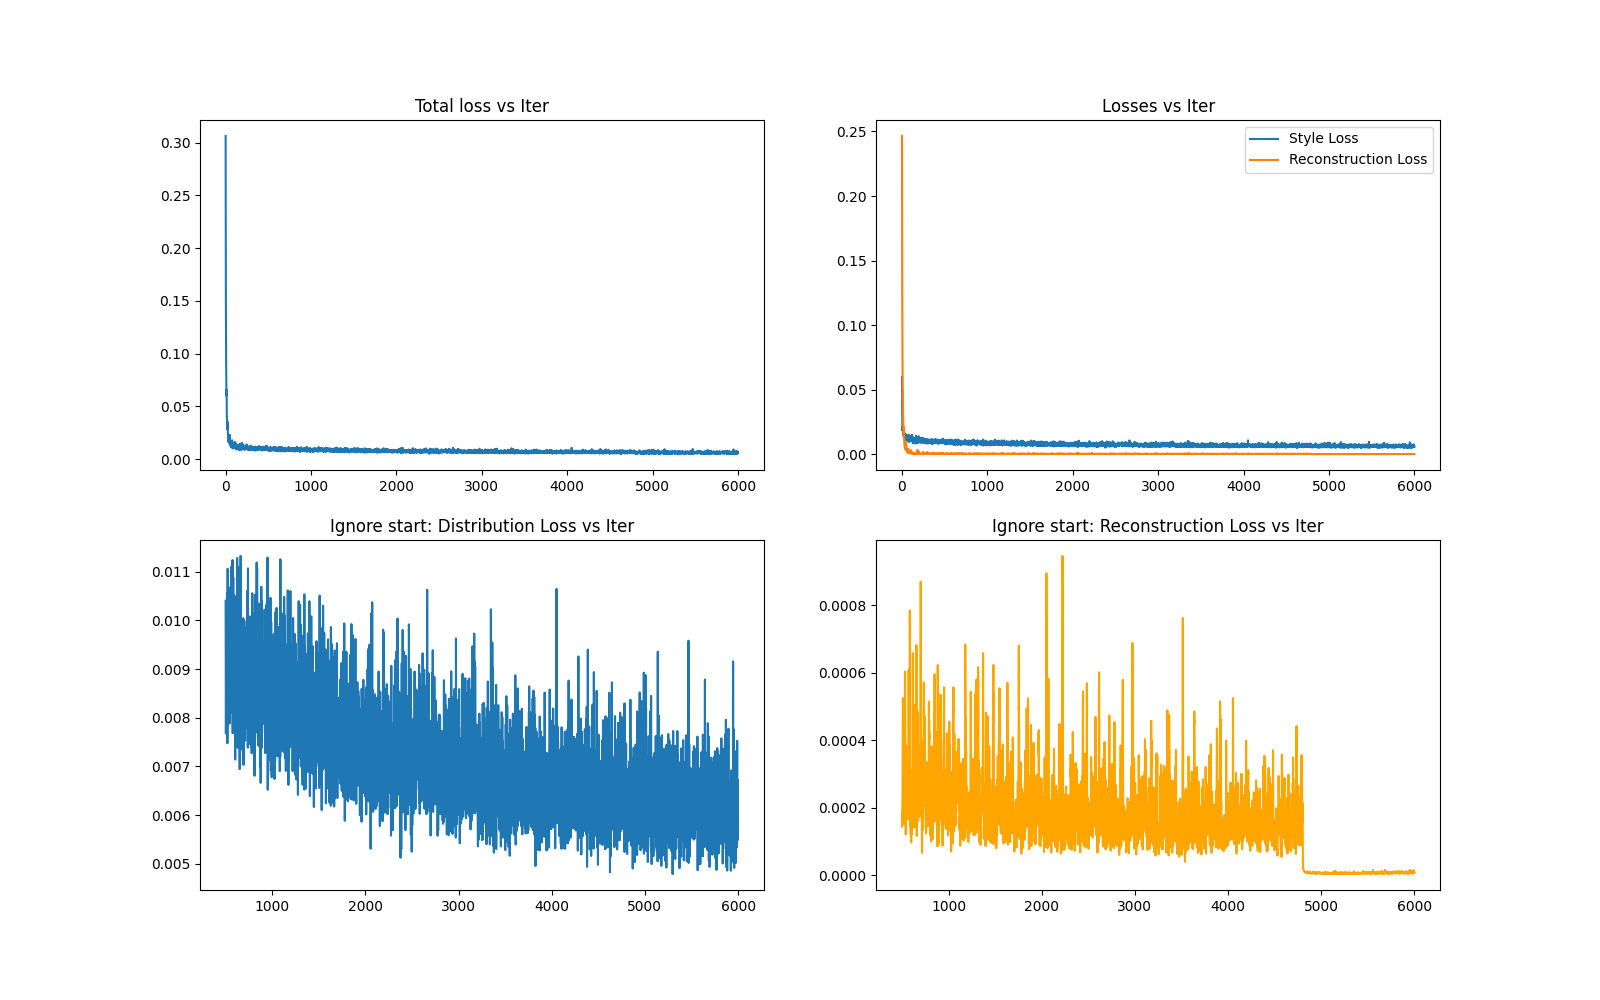 Total loss vs Iter
0.30
0.25
0.20
0.15
0.10
0.05
0.00
0 1000 2000 3000 4000 5000 6000
Losses vs Iter
Style Loss
Reconstruction Loss
0.25
0.20
0.15
0.10
0.05
0.00
0 1000 2000 3000 4000 5000 6000
Ignore start: Distribution Loss vs Iter
0.011
0.010
0.009
0.008
0.007
0.006
0.005
1000 2000 3000 4000 5000 6000
Ignore start: Reconstruction Loss vs Iter
0.0008
0.0006
0.0004
0.0002
0.0000
1000 2000 3000 4000 5000 6000